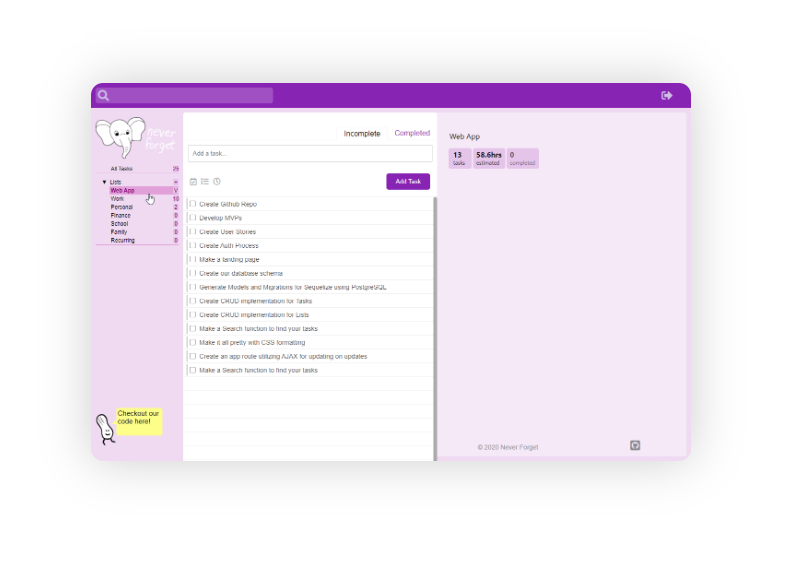 never
forget
All Tasks 25
▼ Lists +
Web App V
Work 10
Personal 2
Finance 0
School 0
Family 0
Recurring 0
Checkout our
code here!
Incomplete Completed
Add a task...
Add Task
Create Github Repo
Develop MVPs
Create User Stories
Create Auth Process
Make a landing page
Create our database schema
Generate Models and Migrations for Sequelize using PostgreSQL
Create CRUD implementation for Tasks
Create CRUD implementation for Lists
Make a Search function to find your tasks
Make it all pretty with CSS formatting
Create an app route utilizing AJAX for updating on updates
Make a Search function to find your tasks
Web App
13 58.6hrs 0
tasks estimated completed
© 2020 Never Forget